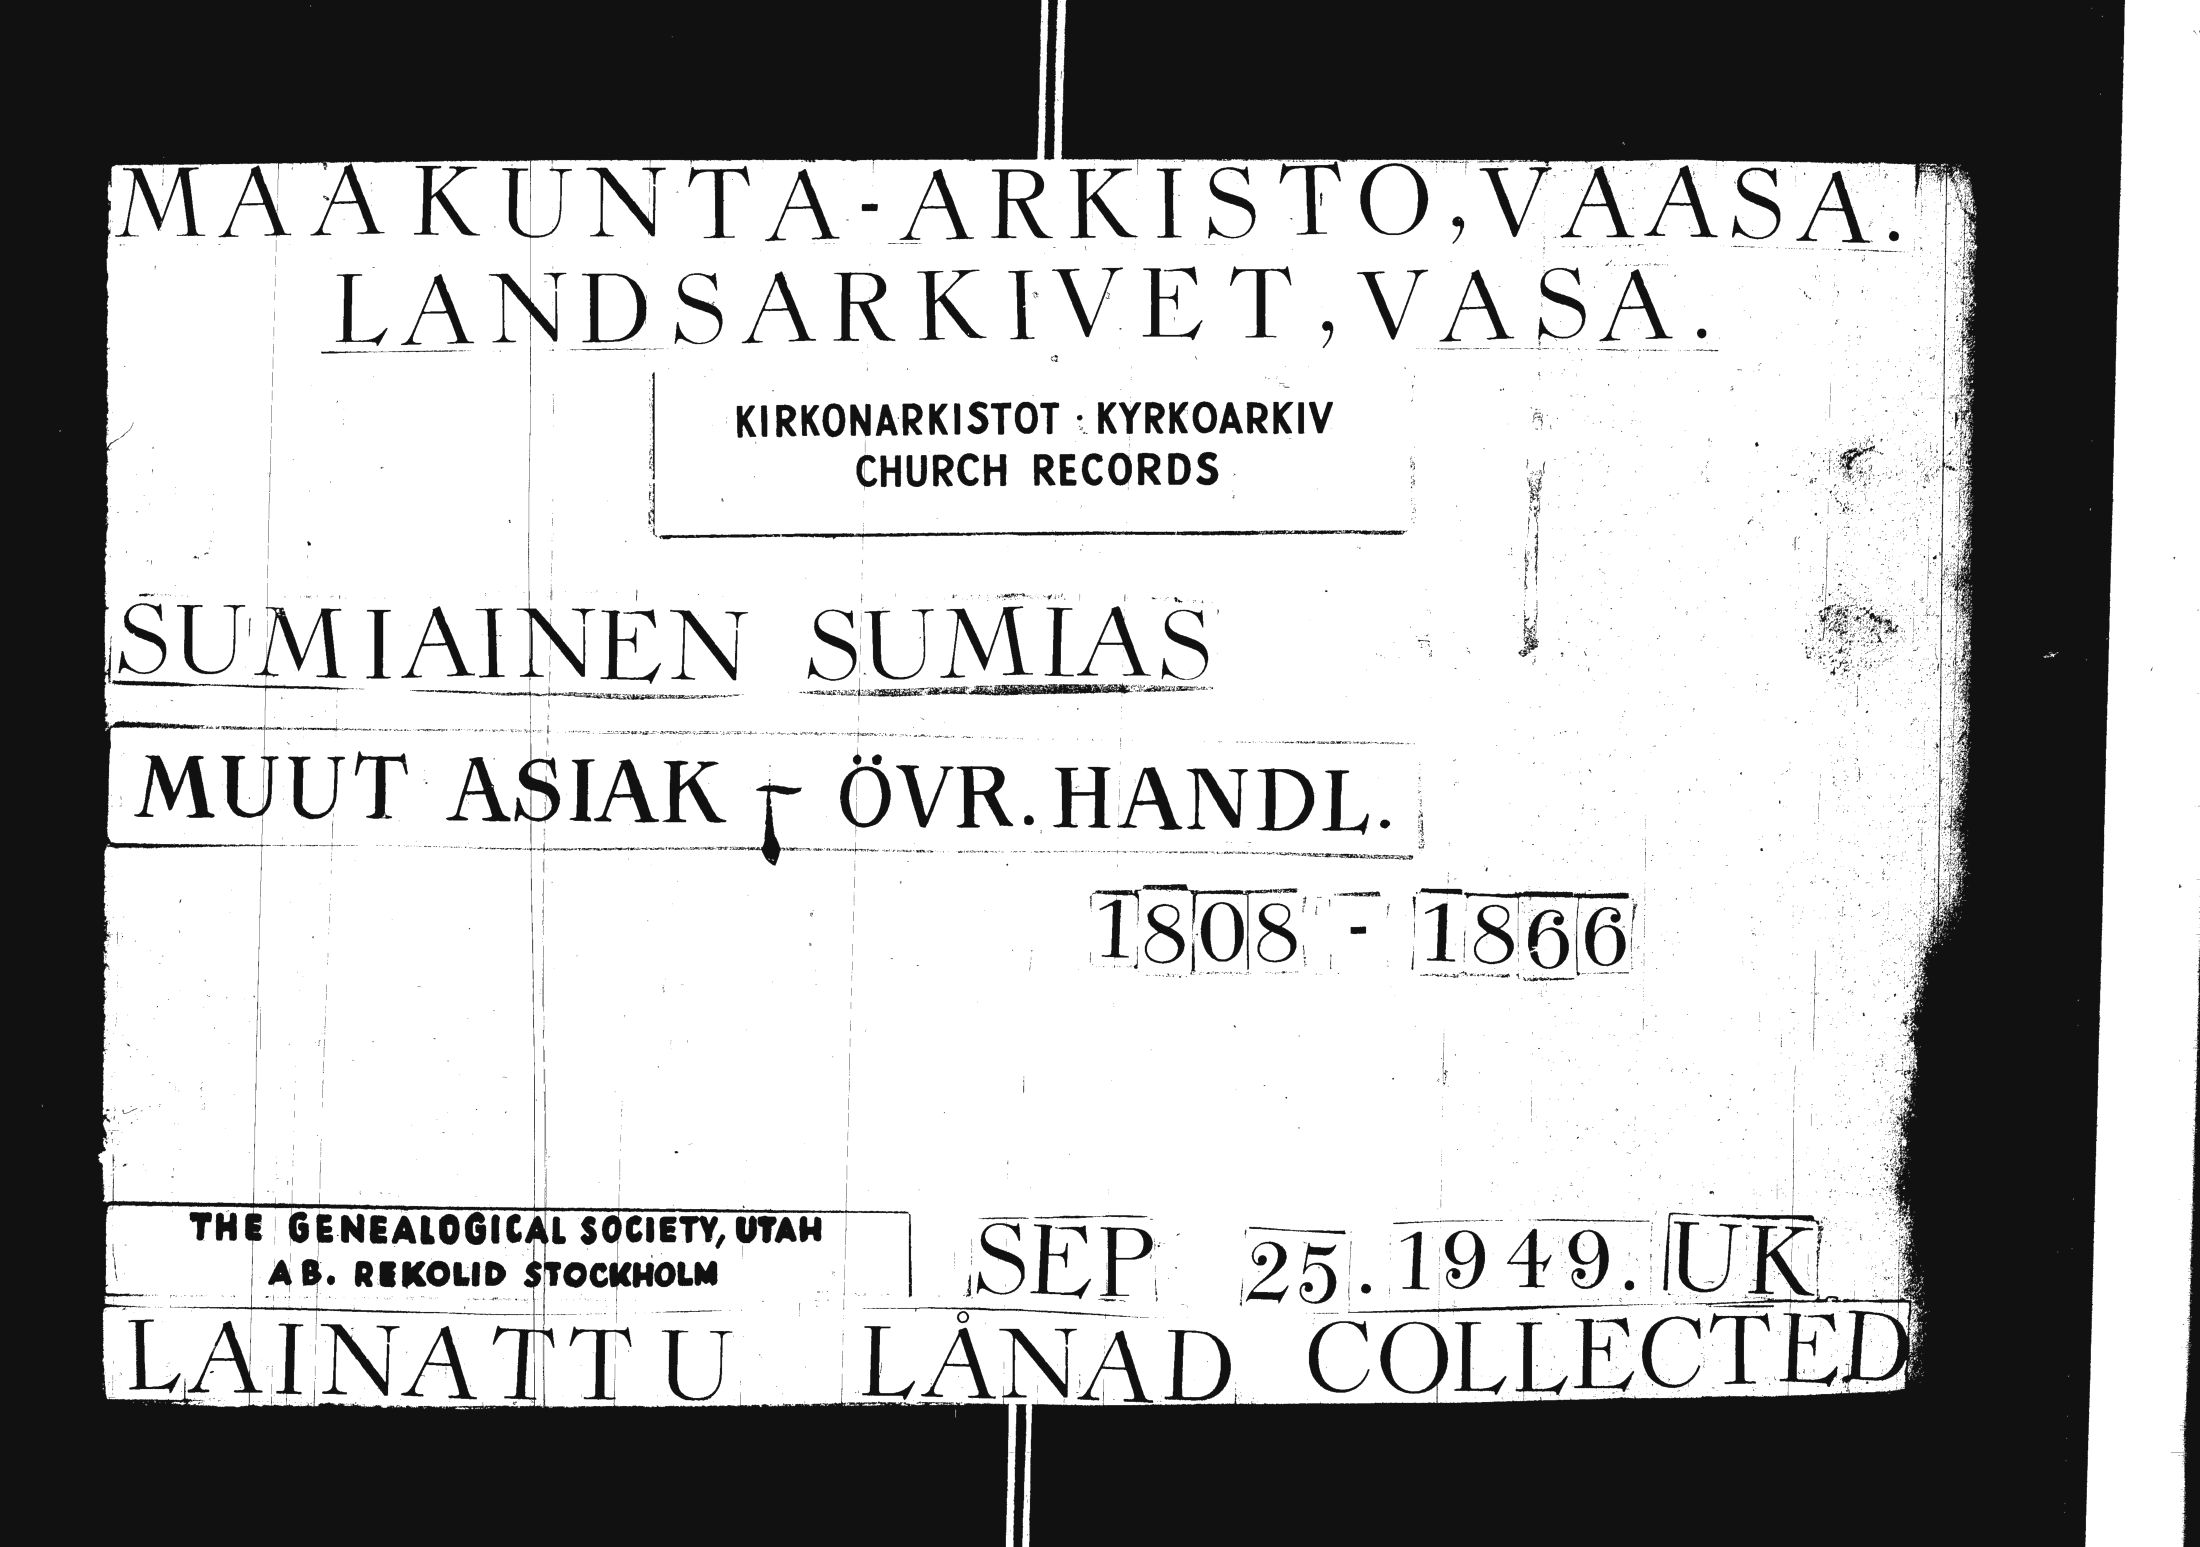 MAAKUNTA-ARKISTO, VAASA.
LANDSARKIVET, VASA.
KIRKONARKISTOT · KYRKOARKIV
CHURCH RECORDS
SUMIAINEN SUMIAS
MUUT ASIAK - ÖVR. HANDL.
1808 - 1866
THE GENEALOGICAL SOCIETY, UTAH
AB. REKOLID STOCKHOLM
SEP 25. 1949. UK
LAINATTU LÅNAD COLLECTED